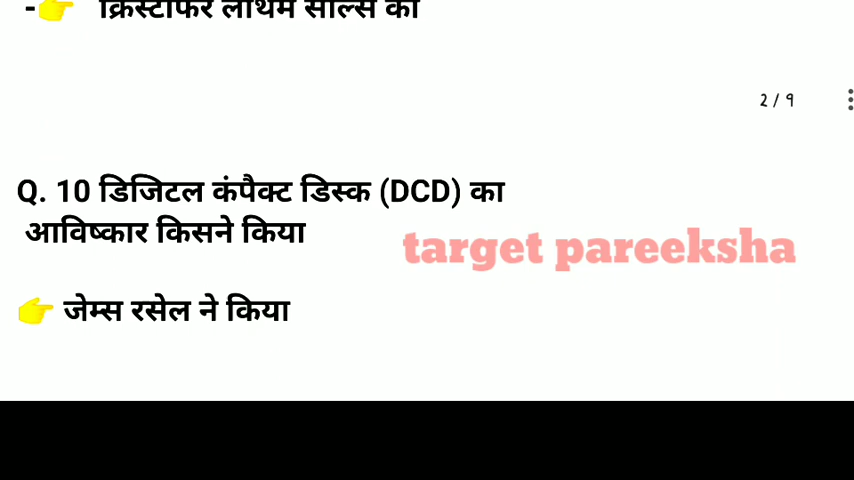 -👉 क्रिस्टोफर लाथम सोल्स को
2 / 9
Q. 10 डिजिटल कंपैक्ट डिस्क (DCD) का
आविष्कार किसने किया
target pareeksha
👉 जेम्स रसेल ने किया